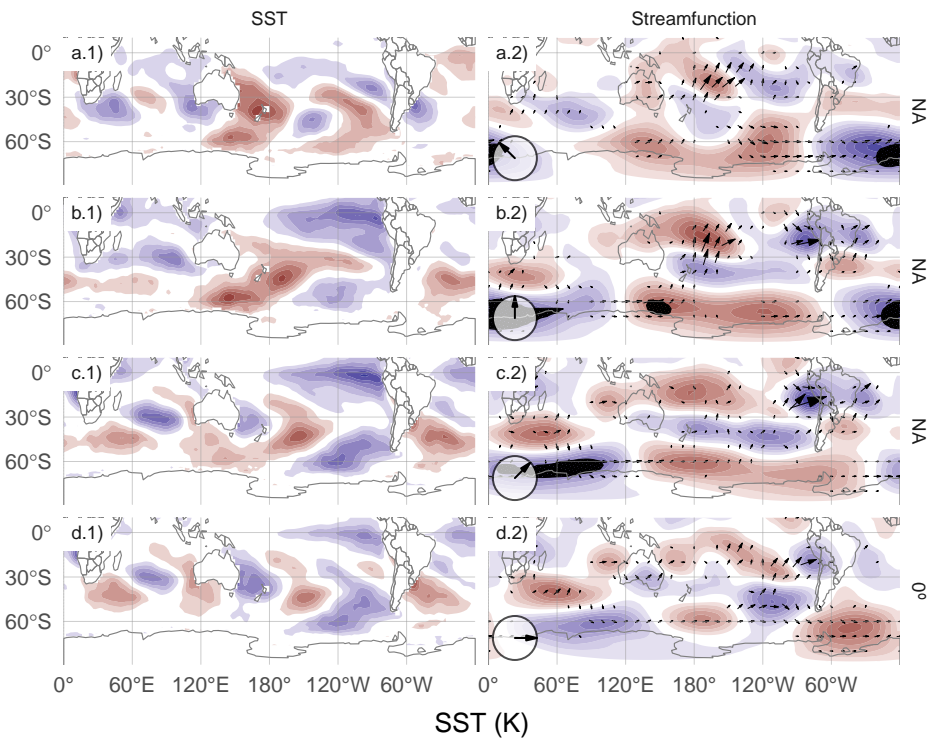 SST Streamfunction
a.1) a.2)
0°
30°S
60°S
NA
b.1) b.2)
0°
30°S
60°S
NA
c.1) c.2)
0°
30°S
60°S
NA
d.1) d.2)
0°
30°S
60°S
0º
0° 60°E 120°E 180° 120°W 60°W 0° 60°E 120°E 180° 120°W 60°W
SST (K)